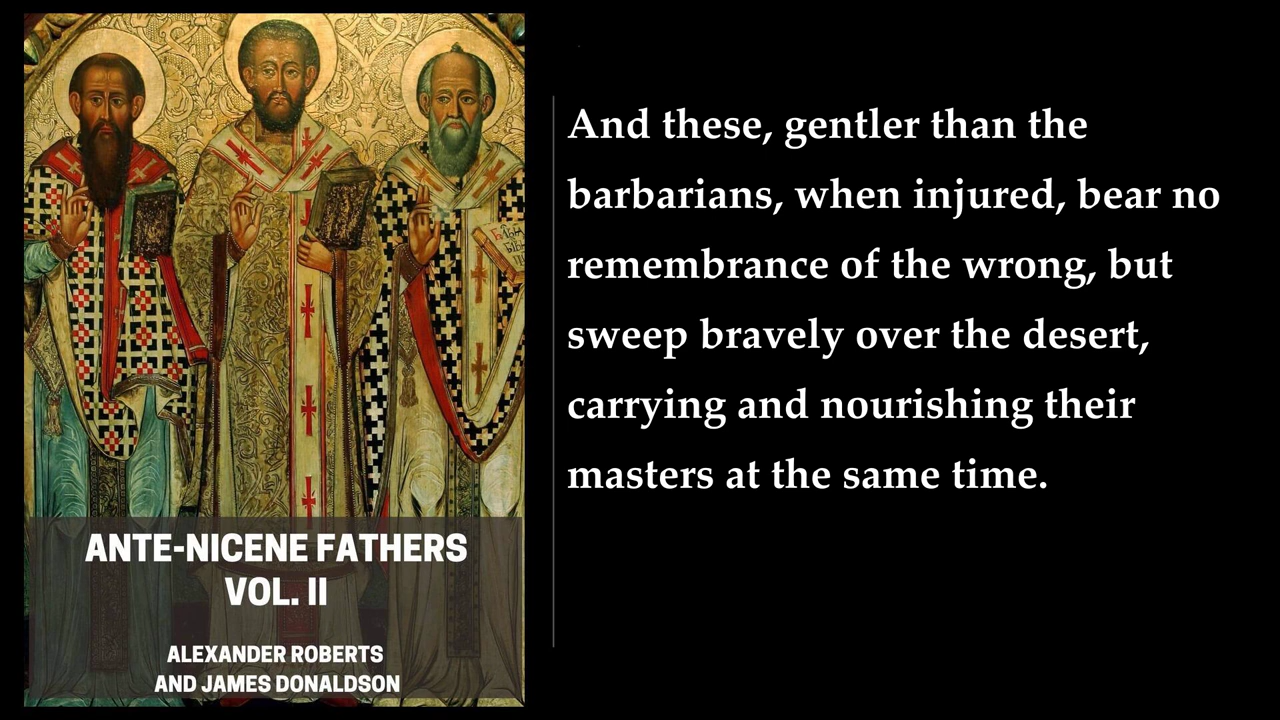 And these, gentler than the
barbarians, when injured, bear no
remembrance of the wrong, but
sweep bravely over the desert,
carrying and nourishing their
masters at the same time.
ANTE-NICENE FATHERS
VOL. II
ALEXANDER ROBERTS
AND JAMES DONALDSON